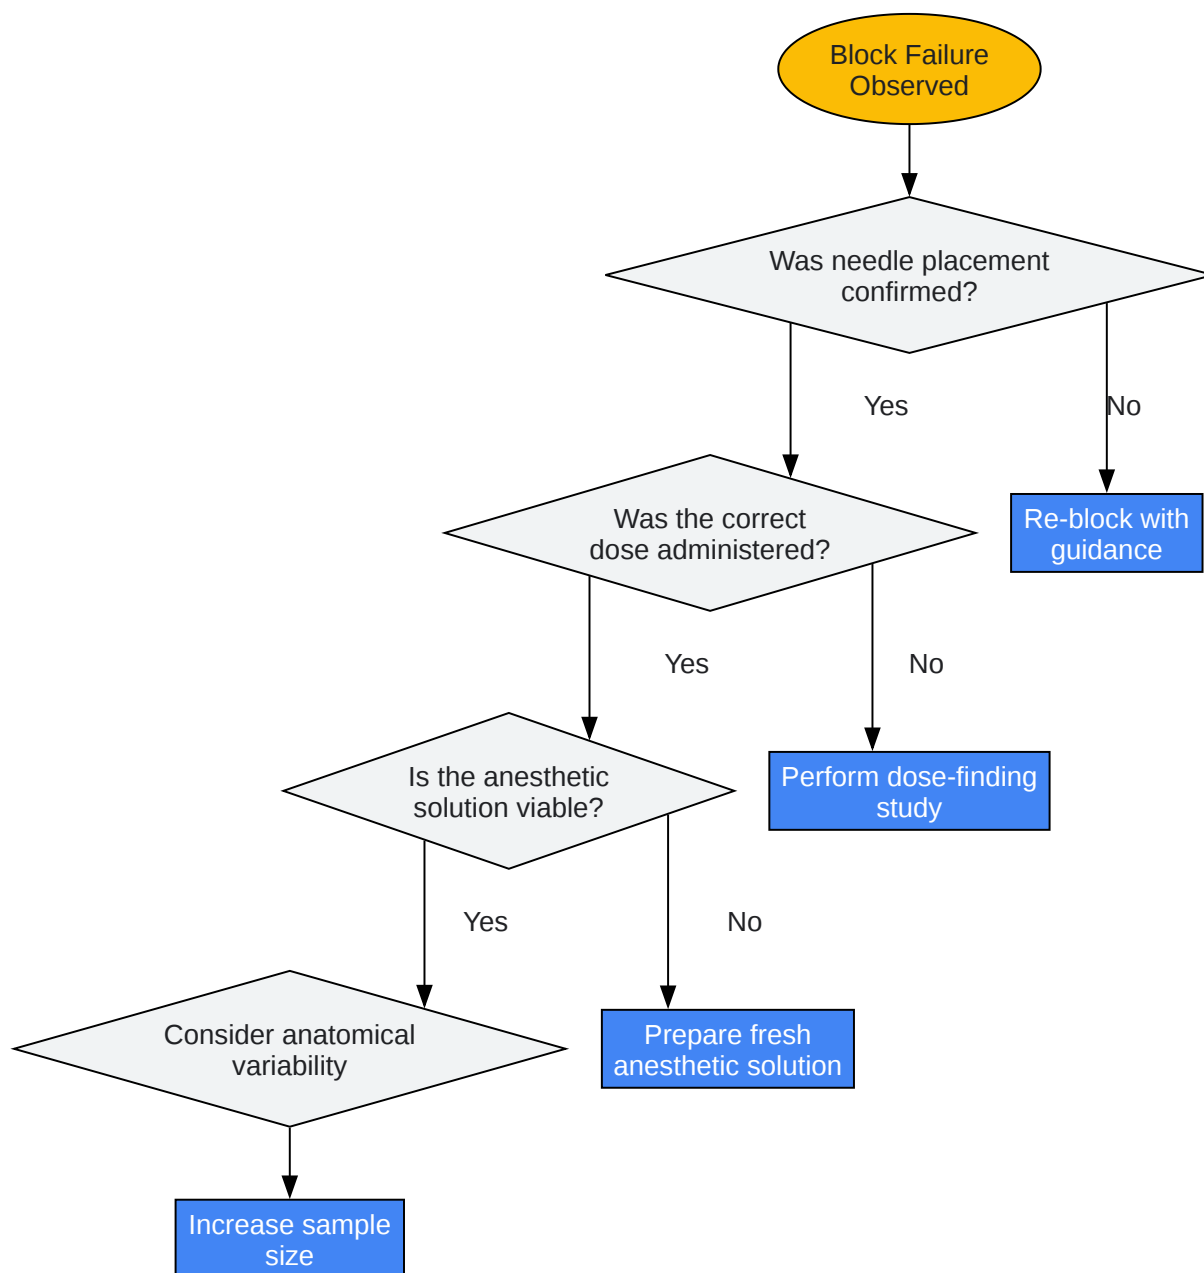 Block Failure
Observed
Was needle placement
confirmed?
Yes
No
Was the correct
dose administered?
Re-block with
guidance
Yes
No
Is the anesthetic
solution viable?
Perform dose-finding
study
Yes
No
Consider anatomical
variability
Prepare fresh
anesthetic solution
Increase sample
size